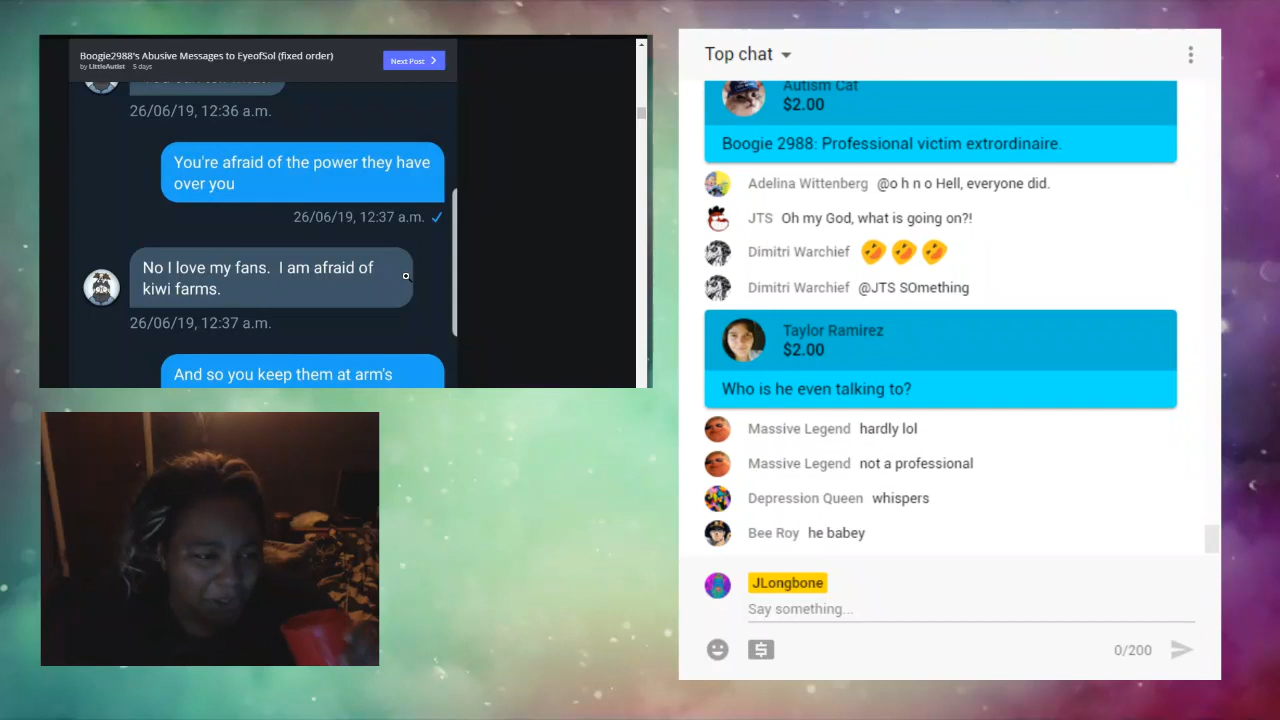 Boogie2988's Abusive Messages to EyeofSol (fixed order)
by LittleAutist 5 days
Next Post
26/06/19, 12:36 a.m.
You're afraid of the power they have
over you
26/06/19, 12:37 a.m.
No I love my fans. I am afraid of
kiwi farms.
26/06/19, 12:37 a.m.
And so you keep them at arm's
Top chat
Autism Cat
$2.00
Boogie 2988: Professional victim extrordinaire.
Adelina Wittenberg @o h n o Hell, everyone did.
JTS Oh my God, what is going on?!
Dimitri Warchief
Dimitri Warchief @JTS SOmething
Taylor Ramirez
$2.00
Who is he even talking to?
Massive Legend hardly lol
Massive Legend not a professional
Depression Queen whispers
Bee Roy he babey
JLongbone
Say something...
0/200